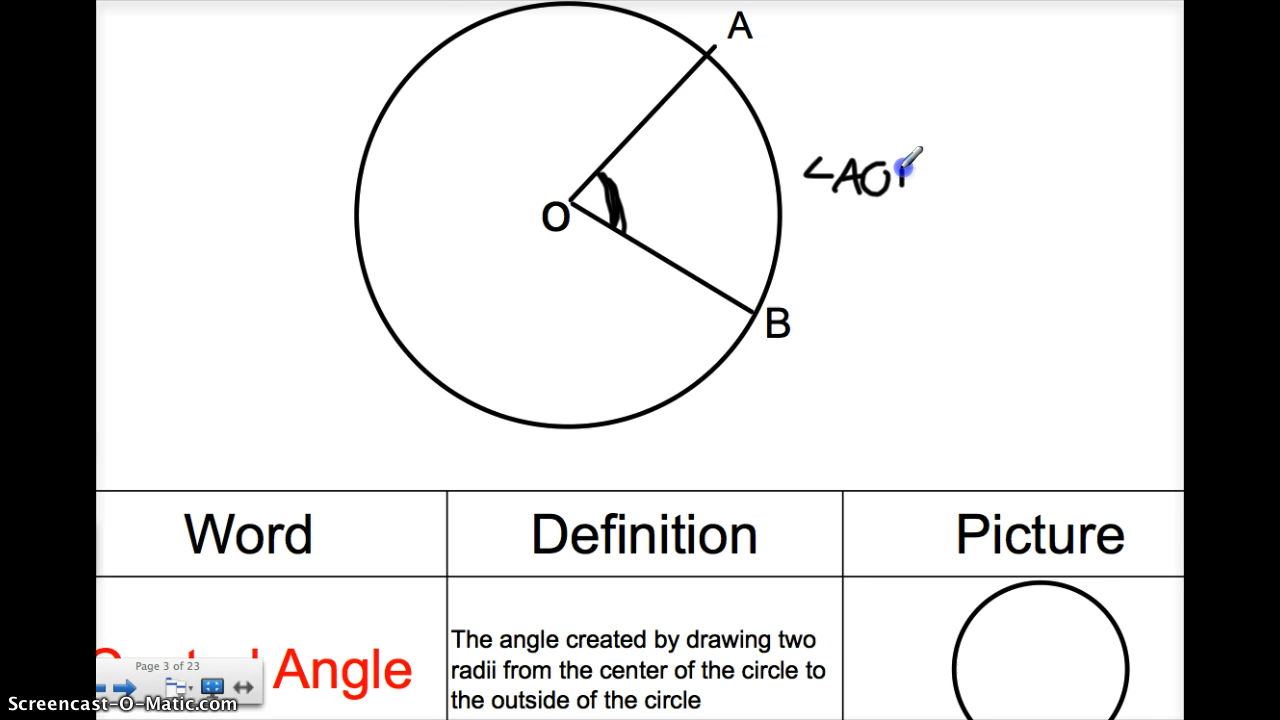 A
<AO
O
B
Word Definition Picture
The angle created by drawing two
radii from the center of the circle to
the outside of the circle
Angle
Page 3 of 23
Screencast-O-Matic.com